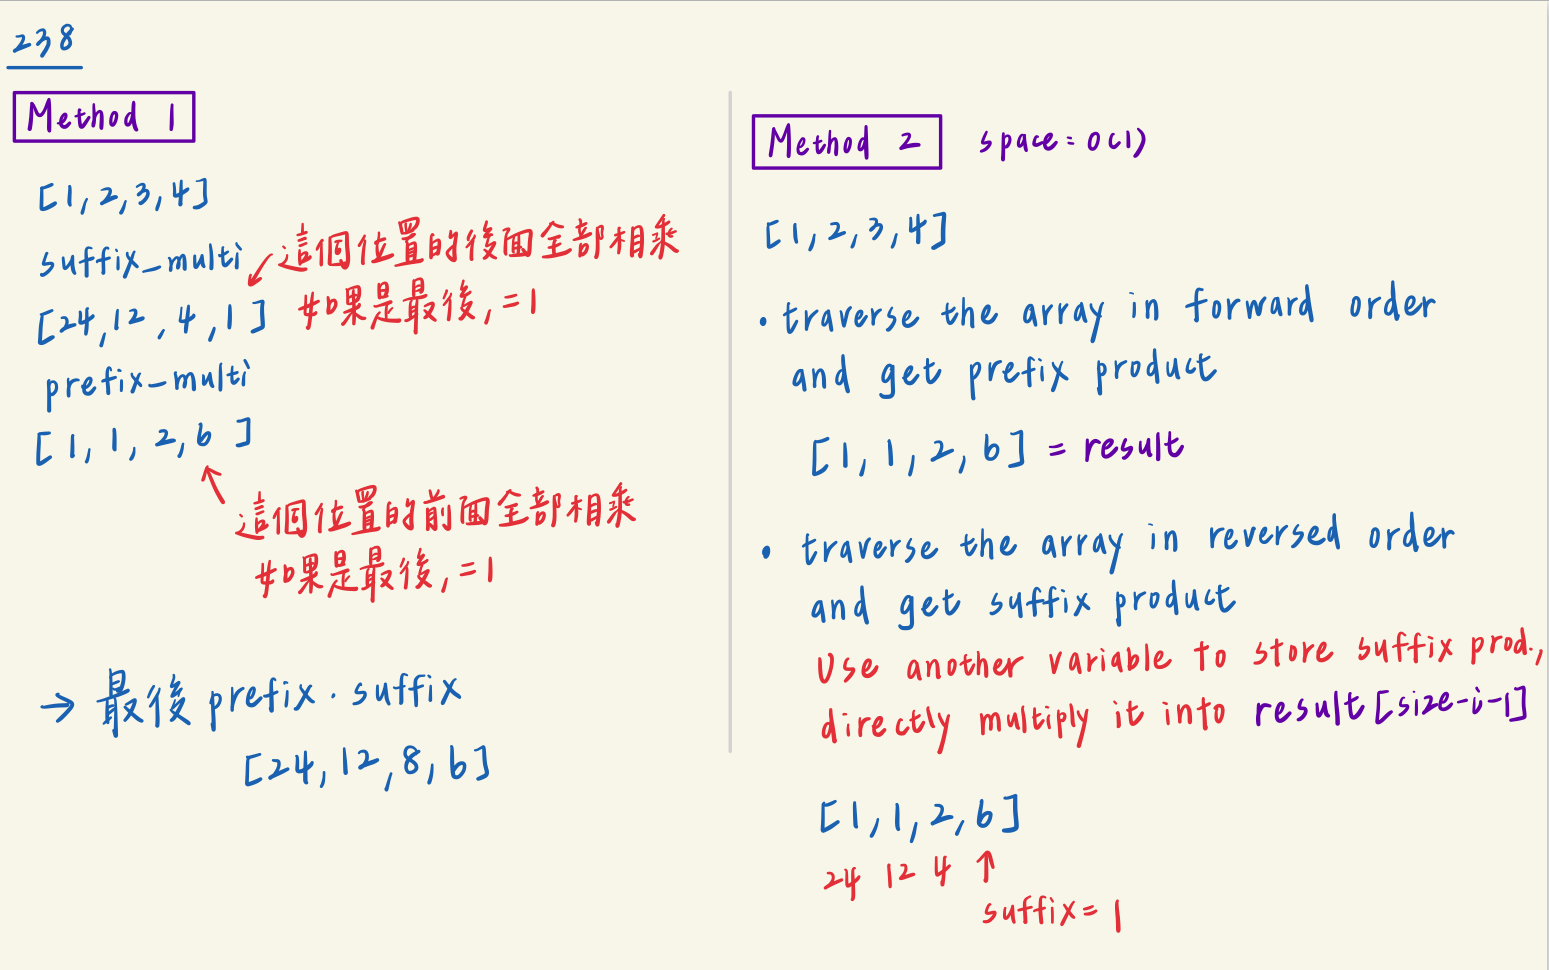 238
Method 1
[1,2,3,4]
suffix_multi
這個位置的後面全部相乘
[24,12,4,1]
如果是最後,=1
prefix_multi
[1,1,2,6]
這個位置的前面全部相乘
如果是最後,=1
→ 最後 prefix · suffix
[24,12,8,6]
Method 2 space=O(1)
[1,2,3,4]
• traverse the array in forward order
and get prefix product
[1,1,2,6] = result
• traverse the array in reversed order
and get suffix product
Use another variable to store suffix prod.,
directly multiply it into result[size-i-1]
[1,1,2,6]
24 12 4
suffix=1